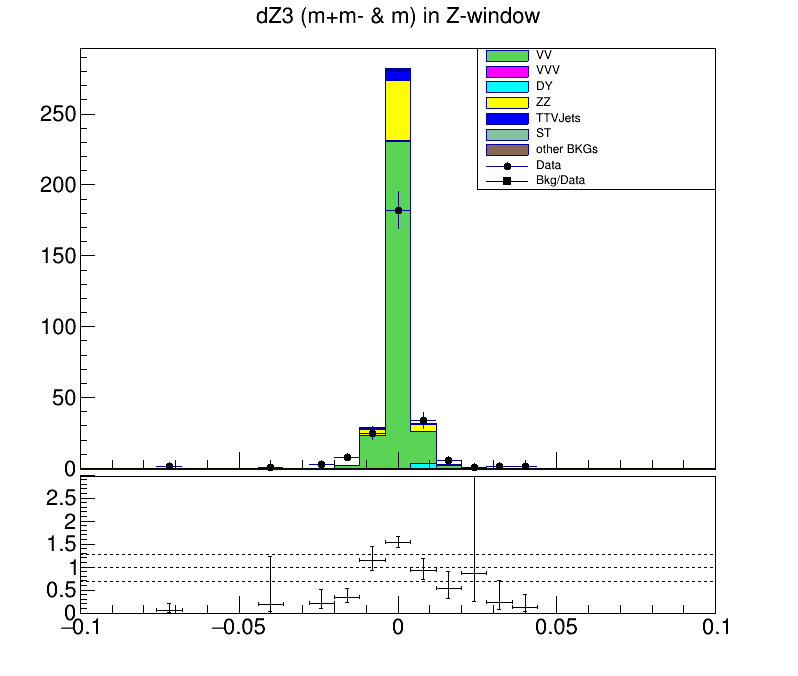 dZ3 (m+m- & m) in Z-window
VV
VVV
DY
ZZ
TTVJets
ST
other BKGs
Data
Bkg/Data
250
200
150
100
50
0
2.5
2
1.5
1
0.5
0
−0.1
−0.05
0
0.05
0.1